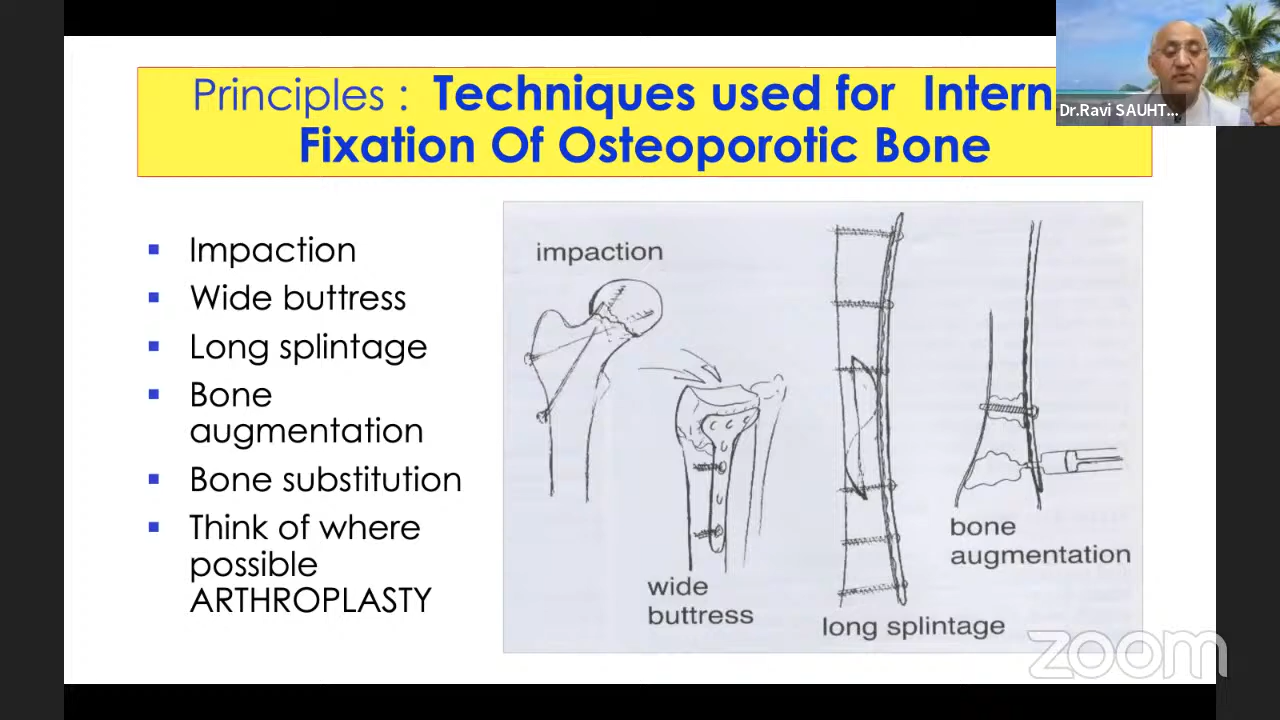 Principles : Techniques used for Intern
Fixation Of Osteoporotic Bone
Dr.Ravi SAUHT...
Impaction
Wide buttress
Long splintage
Bone
augmentation
Bone substitution
Think of where
possible
ARTHROPLASTY
impaction
wide
buttress
long splintage
bone
augmentation
zoom